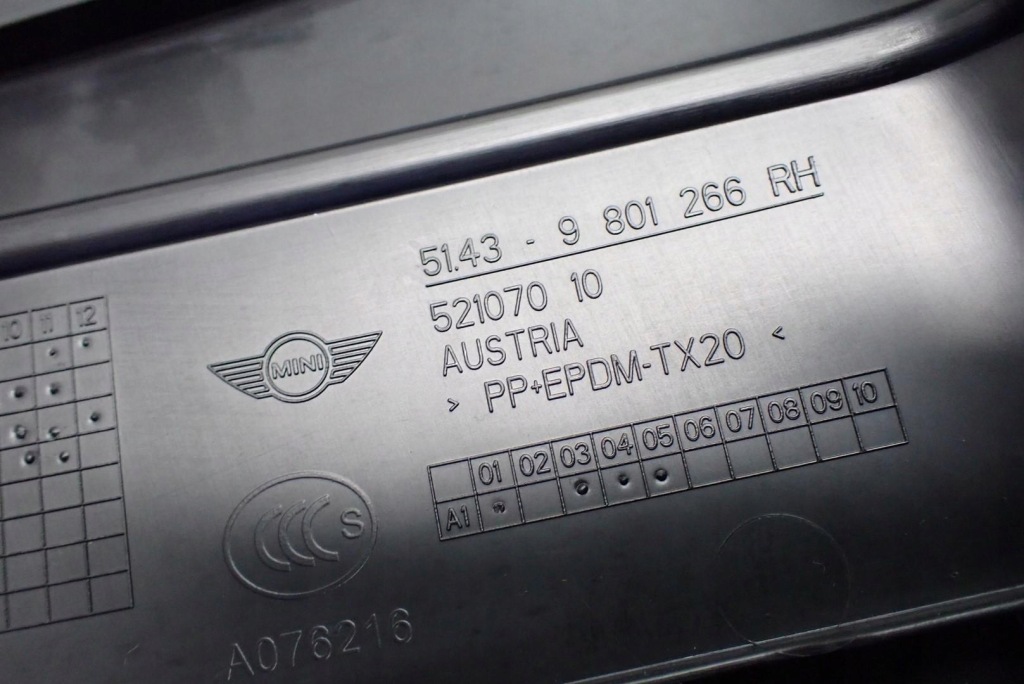 51.43 - 9 801 266 RH
521070 10
AUSTRIA
> PP+EPDM-TX20 <
MINI
10 11 12
01 02 03 04 05 06 07 08 09 10
A1
CCC S
A076216